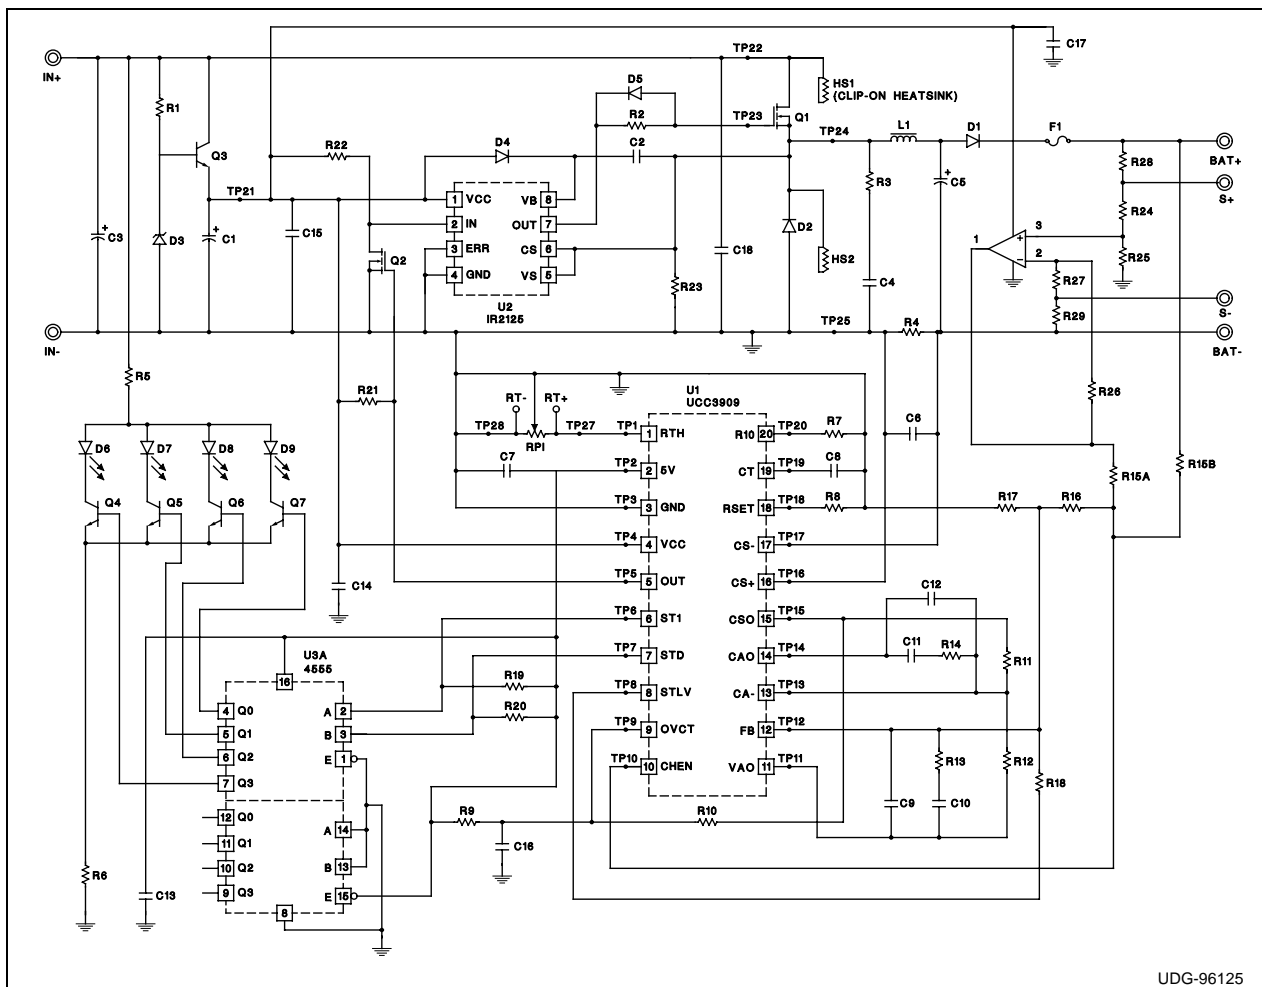 C17
IN+
TP22
HS1
(CLIP-ON HEATSINK)
D5
R2
TP23
Q1
R1
Q3
R22
D4
C2
TP24
L1
D1
F1
BAT+
R28
S+
TP21
R3
C5
R24
C3
D3
C1
C15
Q2
1 VCC
2 IN
3 ERR
4 GND
VB 8
OUT 7
CS 6
VS 5
U2
IR2125
R23
C18
D2
HS2
C4
1
3
+
2
−
R25
R27
S-
R29
IN-
TP25
R4
BAT-
R5
R21
RT-
RT+
TP28
RPI
TP27
C7
U1
UCC3909
TP1 1 RTH
TP2 2 5V
TP3 3 GND
TP4 4 VCC
TP5 5 OUT
TP6 6 ST1
TP7 7 STD
TP8 8 STLV
TP9 9 OVCT
TP10 10 CHEN
R10 20 TP20
CT 19 TP19
RSET 18 TP18
CS- 17 TP17
CS+ 16 TP16
CSO 15 TP15
CAO 14 TP14
CA- 13 TP13
FB 12 TP12
VAO 11 TP11
R7
C8
R8
C6
R26
R15A
R15B
R17
R16
D6
D7
D8
D9
Q4
Q5
Q6
Q7
C14
C12
C11
R14
R11
R13
R12
R18
C9
C10
U3A
4555
16
4 Q0
5 Q1
6 Q2
7 Q3
A 2
B 3
E 1
12 Q0
11 Q1
10 Q2
9 Q3
A 14
B 13
E 15
8
R19
R20
R9
R10
C16
R6
C13
UDG-96125